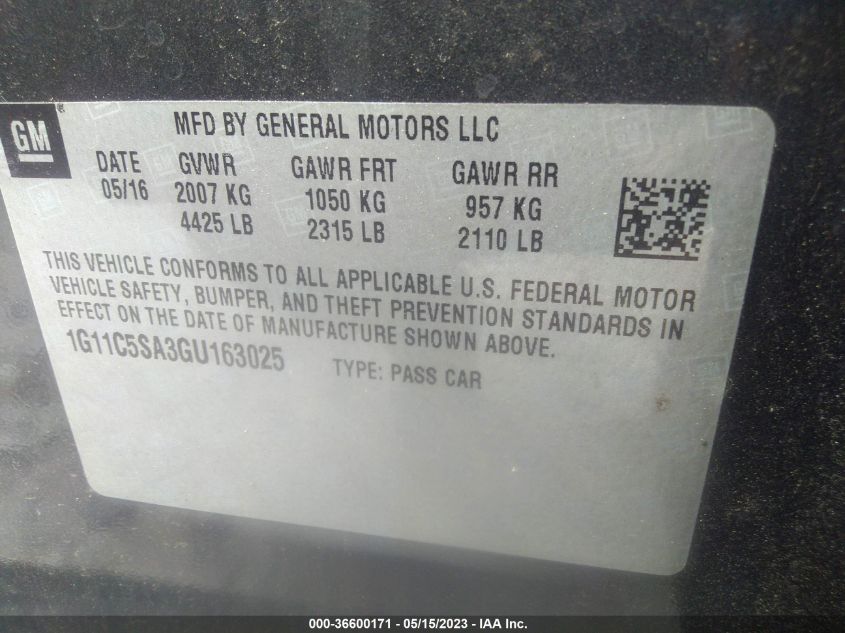 GM ®
MFD BY GENERAL MOTORS LLC
DATE GVWR GAWR FRT GAWR RR
05/16 2007 KG 1050 KG 957 KG
4425 LB 2315 LB 2110 LB
THIS VEHICLE CONFORMS TO ALL APPLICABLE U.S. FEDERAL MOTOR
VEHICLE SAFETY, BUMPER, AND THEFT PREVENTION STANDARDS IN
EFFECT ON THE DATE OF MANUFACTURE SHOWN ABOVE.
1G11C5SA3GU163025 TYPE: PASS CAR
000-36600171 - 05/15/2023 - IAA Inc.